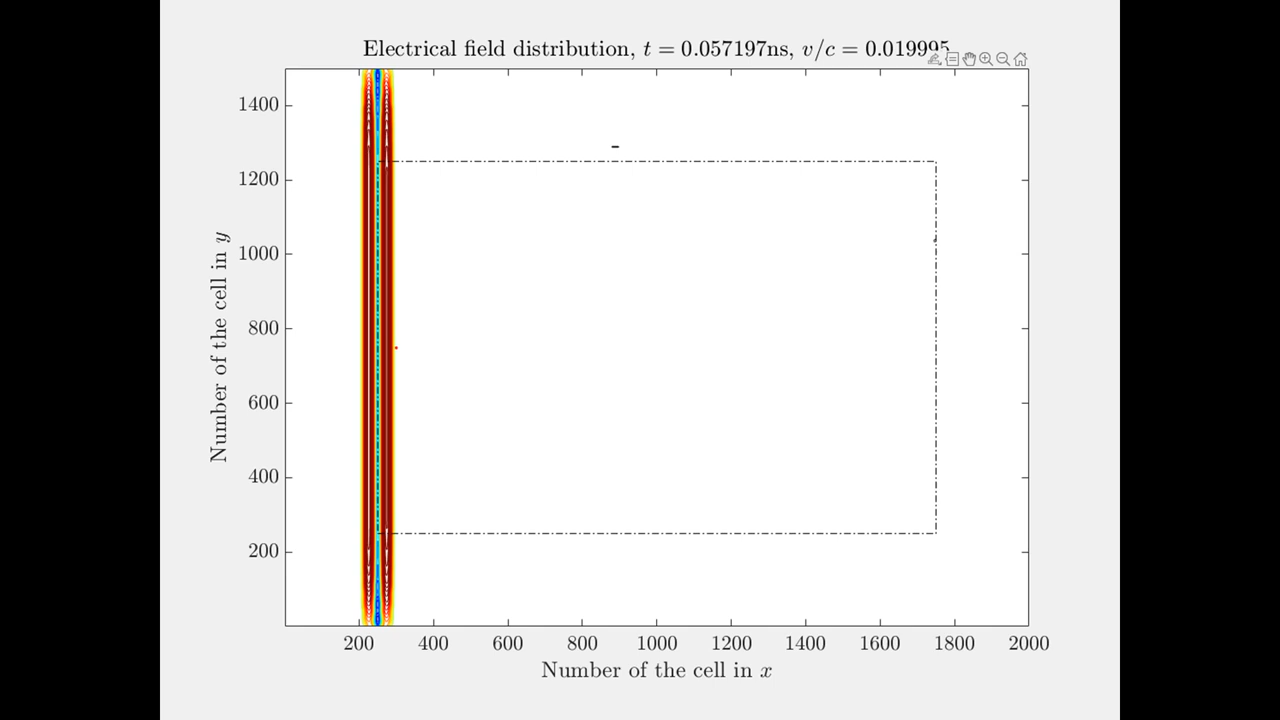 Electrical field distribution, t = 0.057197ns, v/c = 0.019995
1400
1200
1000
800
600
400
200
Number of the cell in y
200 400 600 800 1000 1200 1400 1600 1800 2000
Number of the cell in x